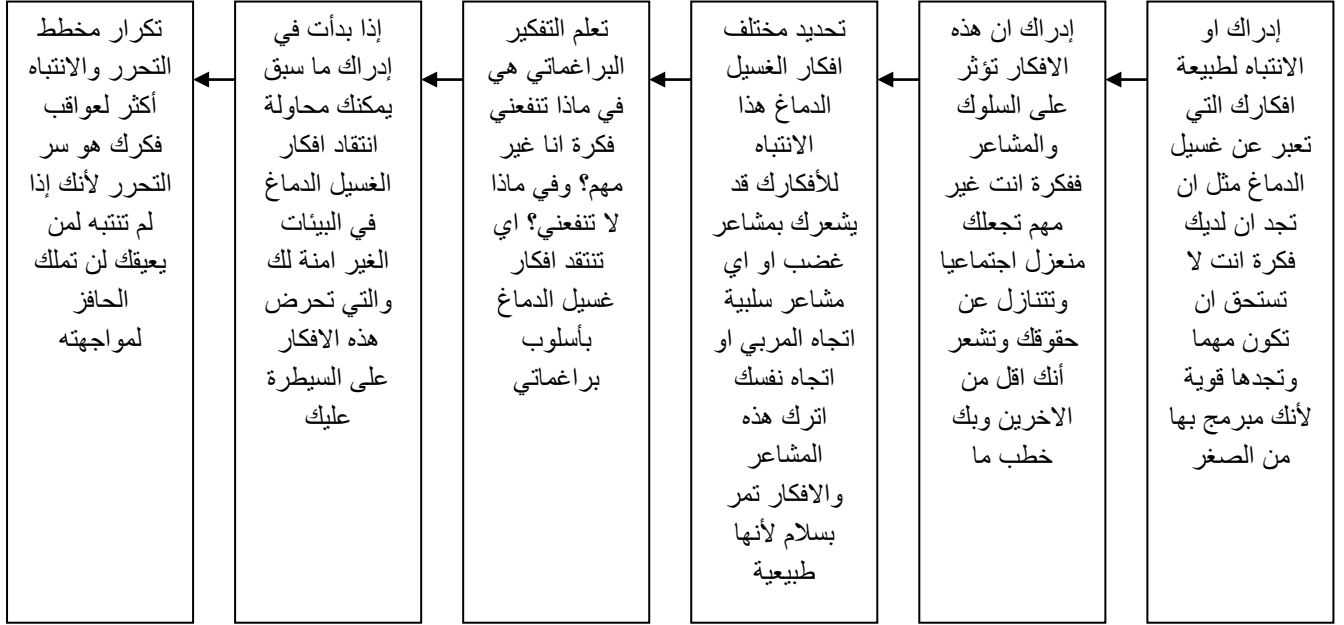 إدراك او
الانتباه لطبيعة
افكارك التي
تعبر عن غسيل
الدماغ مثل ان
تجد ان لديك
فكرة انت لا
تستحق ان
تكون مهما
وتجدها قوية
لأنك مبرمج بها
من الصغر
إدراك ان هذه
الافكار تؤثر
على السلوك
والمشاعر
ففكرة انت غير
مهم تجعلك
منعزل اجتماعيا
وتتنازل عن
حقوقك وتشعر
أنك اقل من
الاخرين وبك
خطب ما
تحديد مختلف
افكار الغسيل
الدماغ هذا
الانتباه
للأفكارك قد
يشعرك بمشاعر
غضب او اي
مشاعر سلبية
اتجاه المربي او
اتجاه نفسك
اترك هذه
المشاعر
والافكار تمر
بسلام لأنها
طبيعية
تعلم التفكير
البراغماتي هي
في ماذا تنفعني
فكرة انا غير
مهم؟ وفي ماذا
لا تنفعني؟ اي
تنتقد افكار
غسيل الدماغ
بأسلوب
براغماتي
إذا بدأت في
إدراك ما سبق
يمكنك محاولة
انتقاد افكار
الغسيل الدماغ
في البيئات
الغير امنة لك
والتي تحرض
هذه الافكار
على السيطرة
عليك
تكرار مخطط
التحرر والانتباه
أكثر لعواقب
فكرك هو سر
التحرر لأنك إذا
لم تنتبه لمن
يعيقك لن تملك
الحافز
لمواجهته